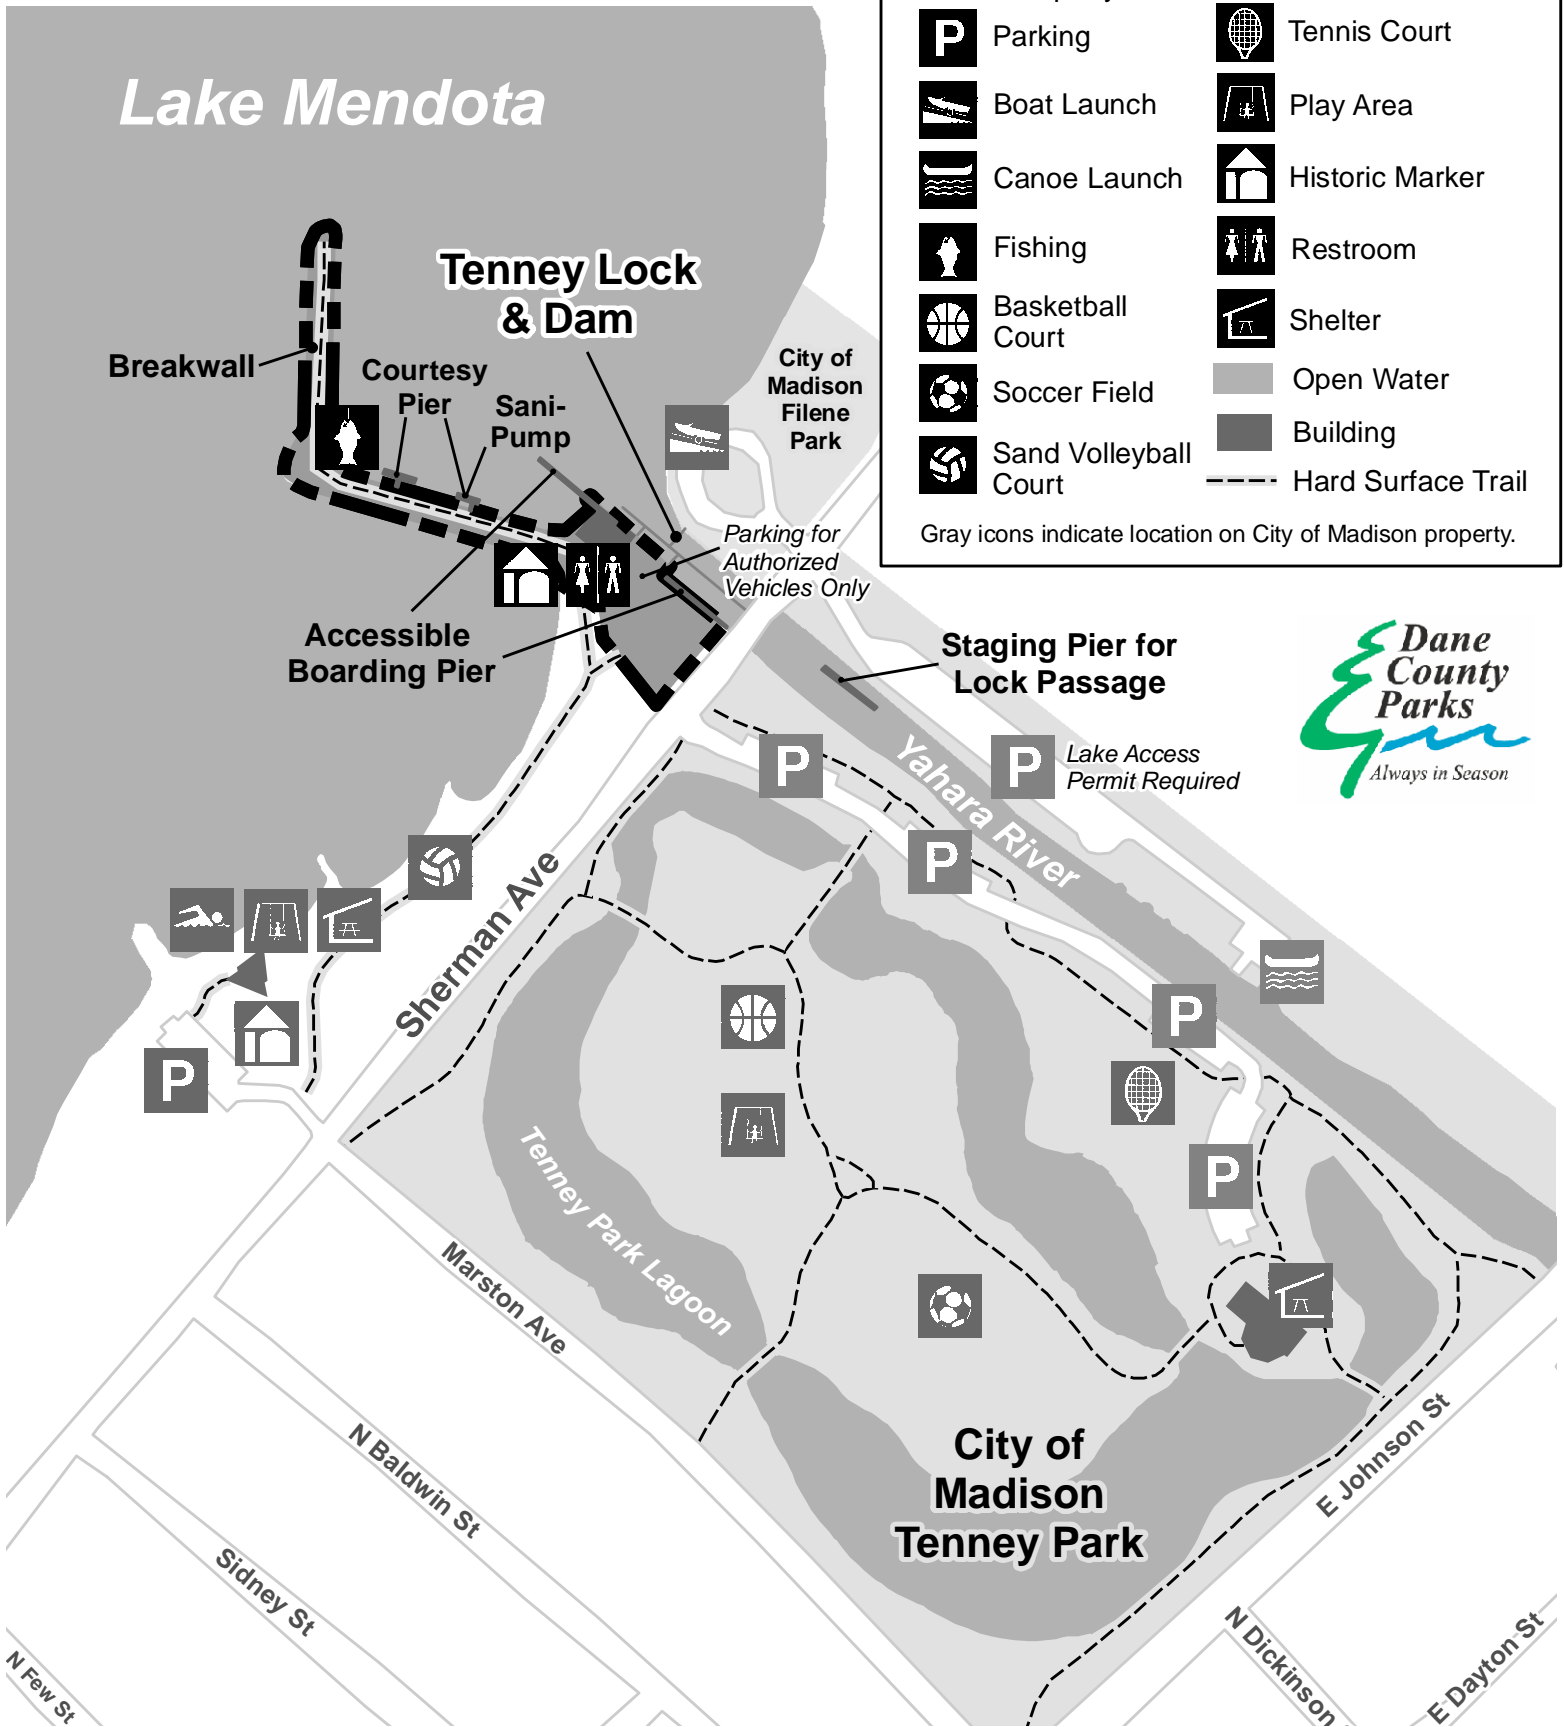 Parking
Tennis Court
Boat Launch
Play Area
Canoe Launch
Historic Marker
Fishing
Restroom
Basketball
Court
Shelter
Soccer Field
Open Water
Sand Volleyball
Court
Building
Hard Surface Trail
Gray icons indicate location on City of Madison property.
Lake Mendota
Tenney Lock
& Dam
Breakwall
Courtesy
Pier
Sani-
Pump
City of
Madison
Filene
Park
Parking for
Authorized
Vehicles Only
Accessible
Boarding Pier
Staging Pier for
Lock Passage
Dane
County
Parks
Always in Season
P
P
Lake Access
Permit Required
Yahara River
P
Sherman Ave
P
P
P
Tenney Park Lagoon
Marston Ave
City of
Madison
Tenney Park
E Johnson St
N Baldwin St
Sidney St
N Few St
N Dickinson
E Dayton St